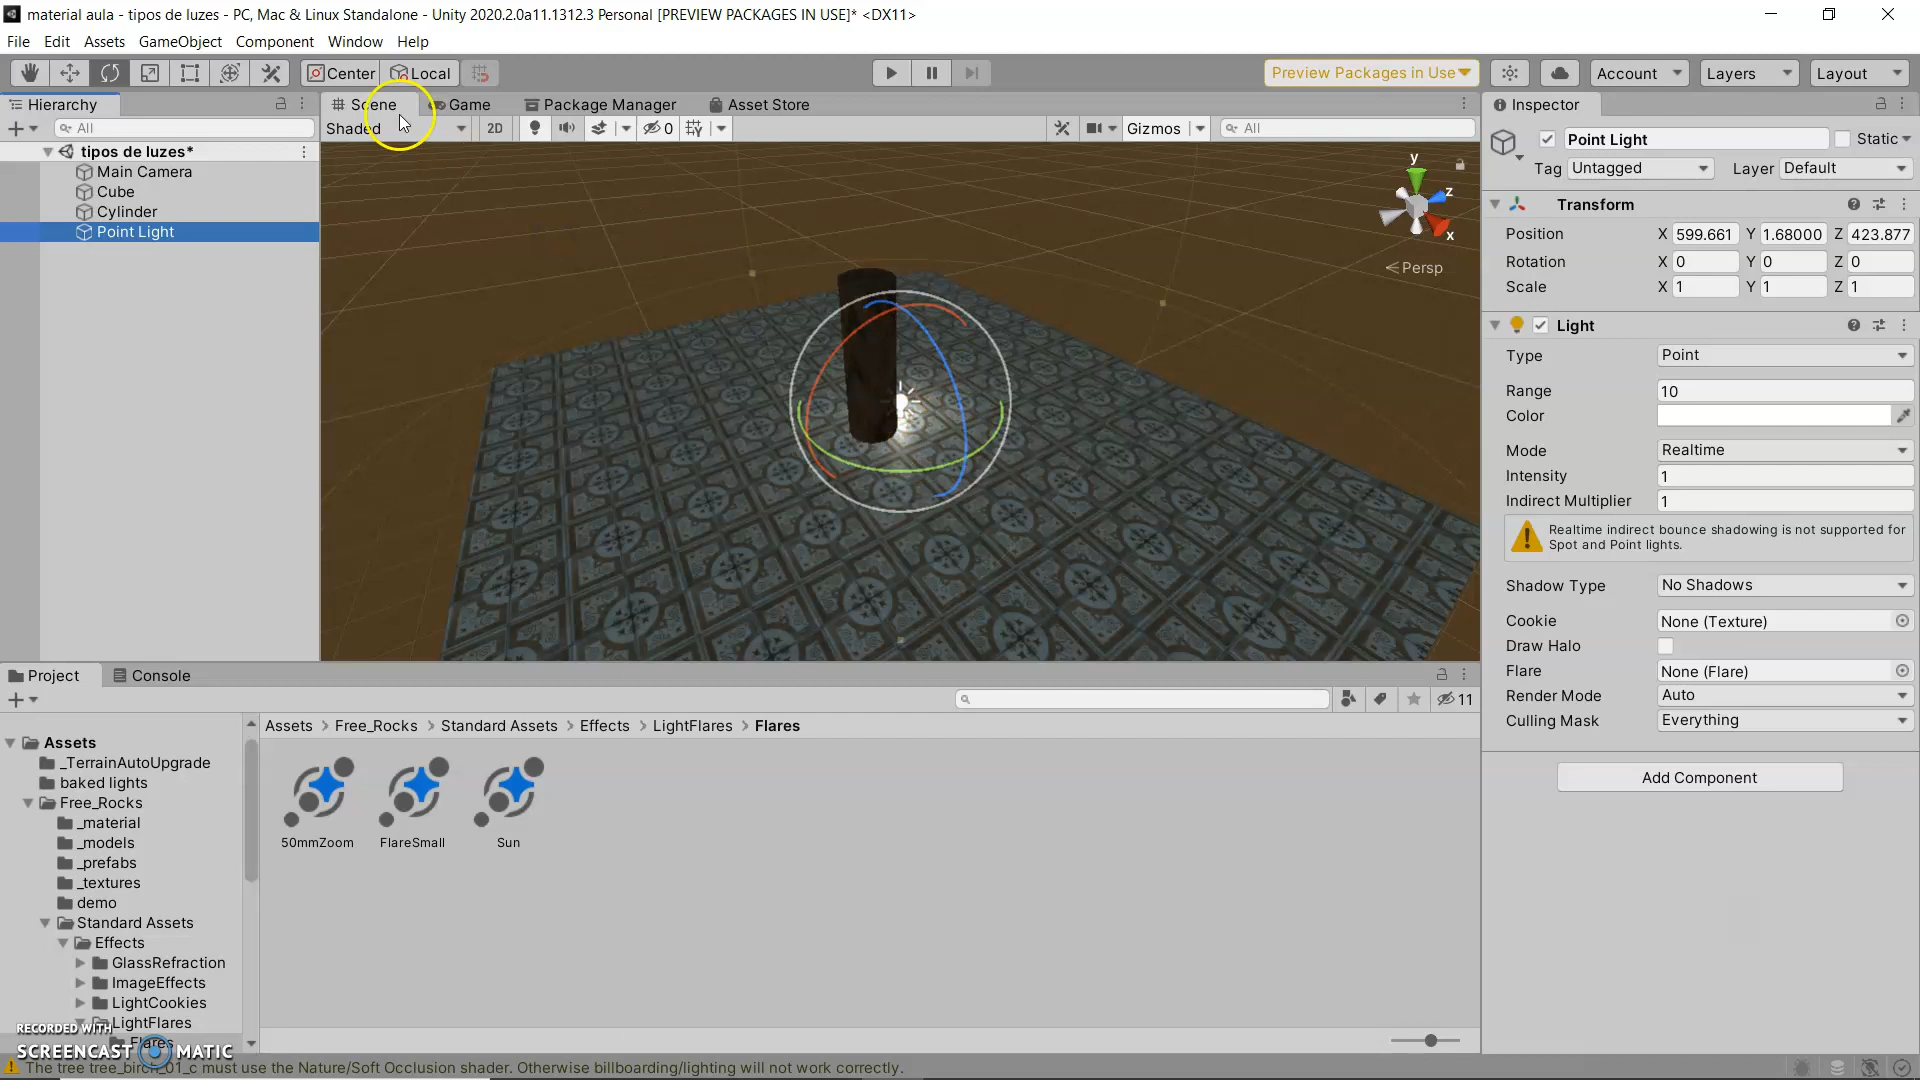 material aula - tipos de luzes - PC, Mac & Linux Standalone - Unity 2020.2.0a11.1312.3 Personal [PREVIEW PACKAGES IN USE]* <DX11>
File Edit Assets GameObject Component Window Help
Center Local Preview Packages in Use Account Layers Layout
Hierarchy Scene Game Package Manager Asset Store Inspector
All Shaded 2D 0 Gizmos All
Point Light Static
tipos de luzes*
Main Camera
Cube
Cylinder
Point Light
y z x
Persp
Tag Untagged Layer Default
Transform
Position X 599.661 Y 1.68000 Z 423.877
Rotation X 0 Y 0 Z 0
Scale X 1 Y 1 Z 1
Light
Type Point
Range 10
Color
Mode Realtime
Intensity 1
Indirect Multiplier 1
Realtime indirect bounce shadowing is not supported for
Spot and Point lights.
Shadow Type No Shadows
Cookie None (Texture)
Draw Halo
Flare None (Flare)
Render Mode Auto
Culling Mask Everything
Add Component
Project Console
11
Assets > Free_Rocks > Standard Assets > Effects > LightFlares > Flares
Assets
_TerrainAutoUpgrade
baked lights
Free_Rocks
_material
_models
_prefabs
_textures
demo
Standard Assets
Effects
GlassRefraction
ImageEffects
LightCookies
LightFlares
Flares
50mmZoom FlareSmall Sun
RECORDED WITH
SCREENCAST MATIC
The tree tree_birch_01_c must use the Nature/Soft Occlusion shader. Otherwise billboarding/lighting will not work correctly.